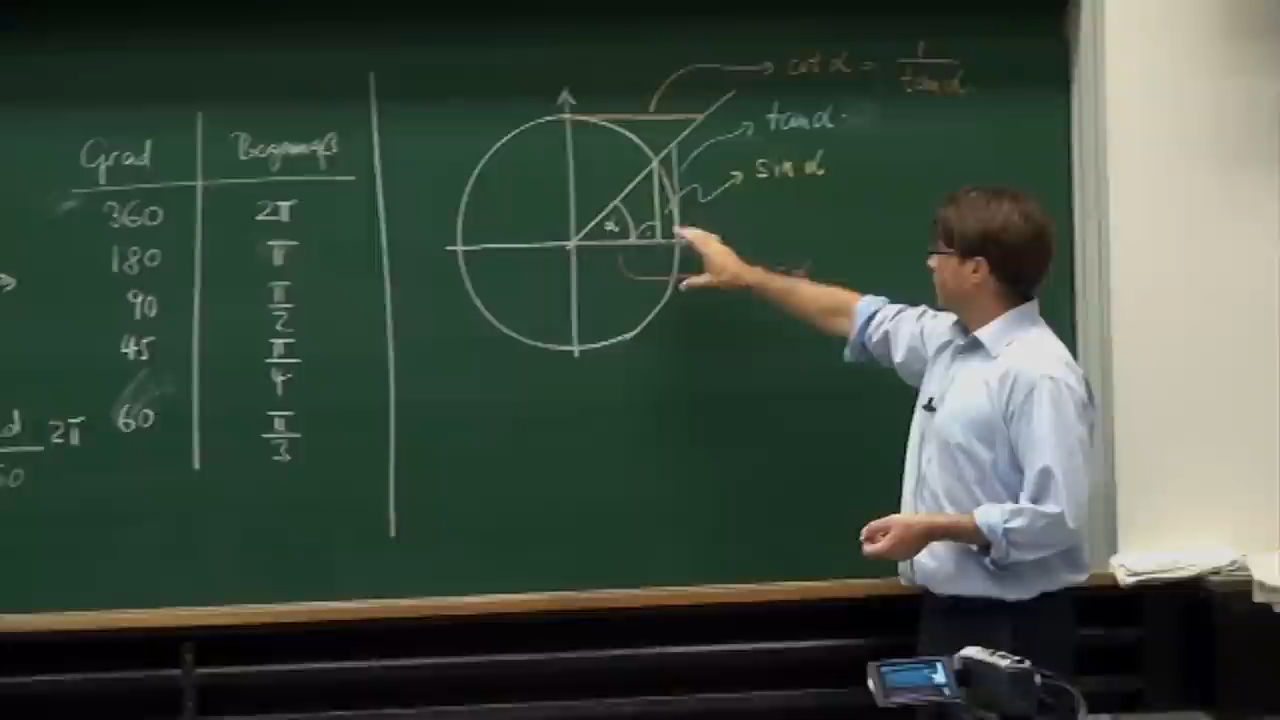 Grad Bogenmaß
360 2π
180 π
90 π/2
45 π/4
60 π/3
2π
cot α = 1/tan α
tan α
sin α
α